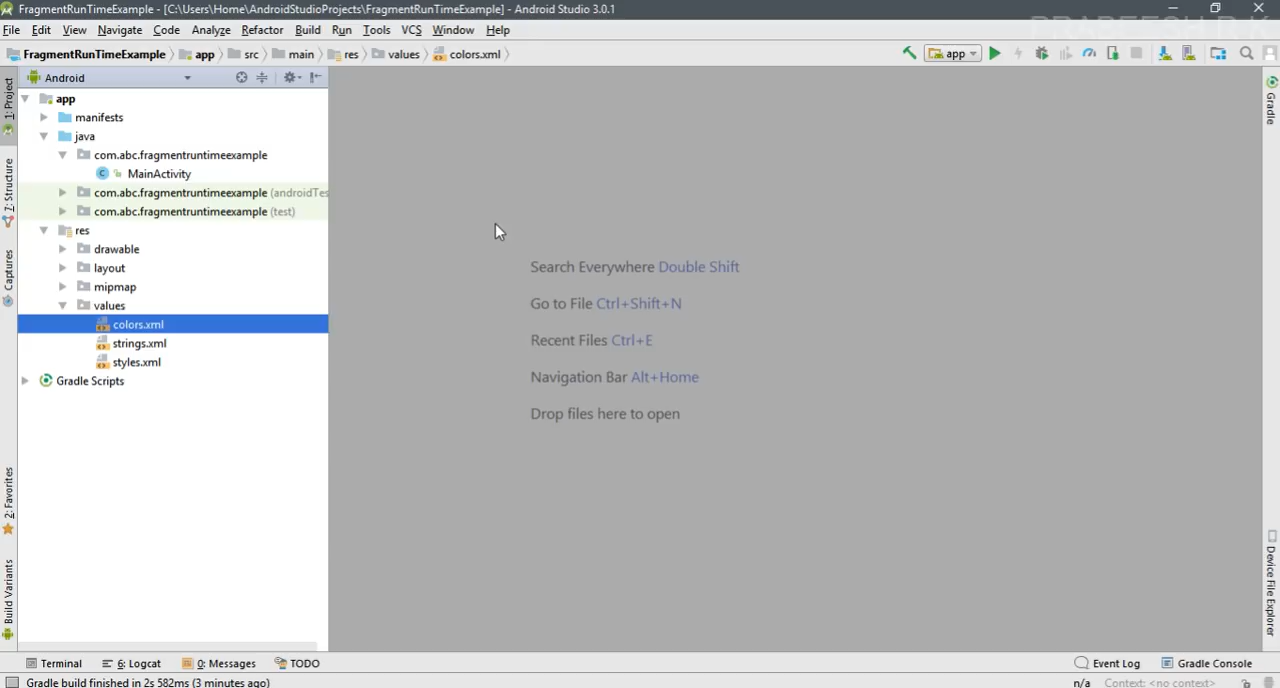 FragmentRunTimeExample - [C:\Users\Home\AndroidStudioProjects\FragmentRunTimeExample] - Android Studio 3.0.1
PRABEESH R K
File Edit View Navigate Code Analyze Refactor Build Run Tools VCS Window Help
FragmentRunTimeExample app src main res values colors.xml app
Android
app
manifests
java
com.abc.fragmentruntimeexample
MainActivity
com.abc.fragmentruntimeexample (androidTes
com.abc.fragmentruntimeexample (test)
res
drawable
layout
mipmap
values
colors.xml
strings.xml
styles.xml
Gradle Scripts
1: Project
7: Structure
Captures
2: Favorites
Build Variants
Search Everywhere Double Shift
Go to File Ctrl+Shift+N
Recent Files Ctrl+E
Navigation Bar Alt+Home
Drop files here to open
Gradle
Device File Explorer
Terminal 6: Logcat 0: Messages TODO Event Log Gradle Console
Gradle build finished in 2s 582ms (3 minutes ago) n/a Context: <no context>